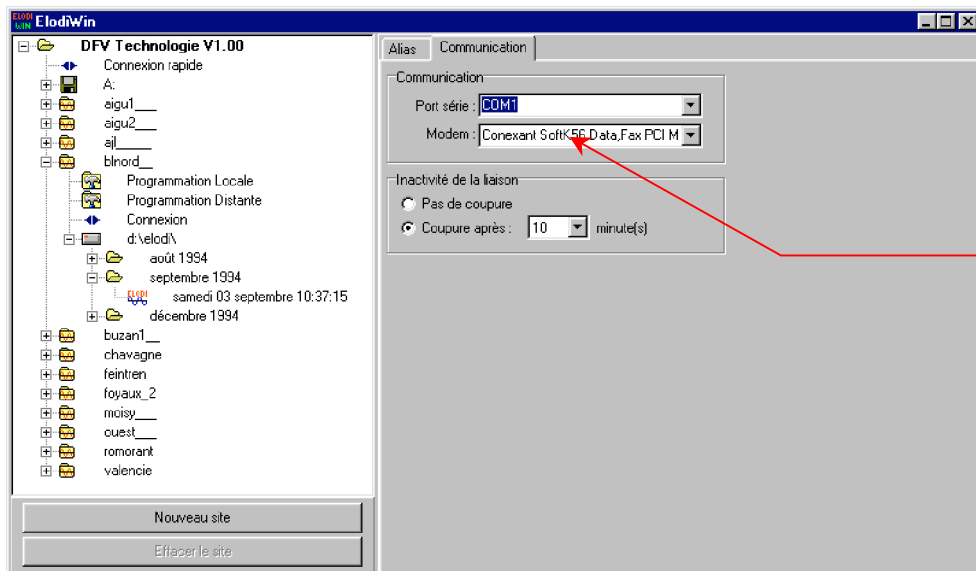 ELODI WIN ElodiWin
DFV Technologie V1.00
Connexion rapide
A:
aigu1___
aigu2___
ajl_____
blnord__
Programmation Locale
Programmation Distante
Connexion
d:\elodi\
août 1994
septembre 1994
ELODI samedi 03 septembre 10:37:15
décembre 1994
buzan1__
chavagne
feintren
foyaux_2
moisy___
ouest___
romorant
valencie
Nouveau site
Effacer le site
Alias Communication
Communication
Port série : COM1
Modem : Conexant SoftK56 Data,Fax PCI M
Inactivité de la liaison
Pas de coupure
Coupure après : 10 minute(s)